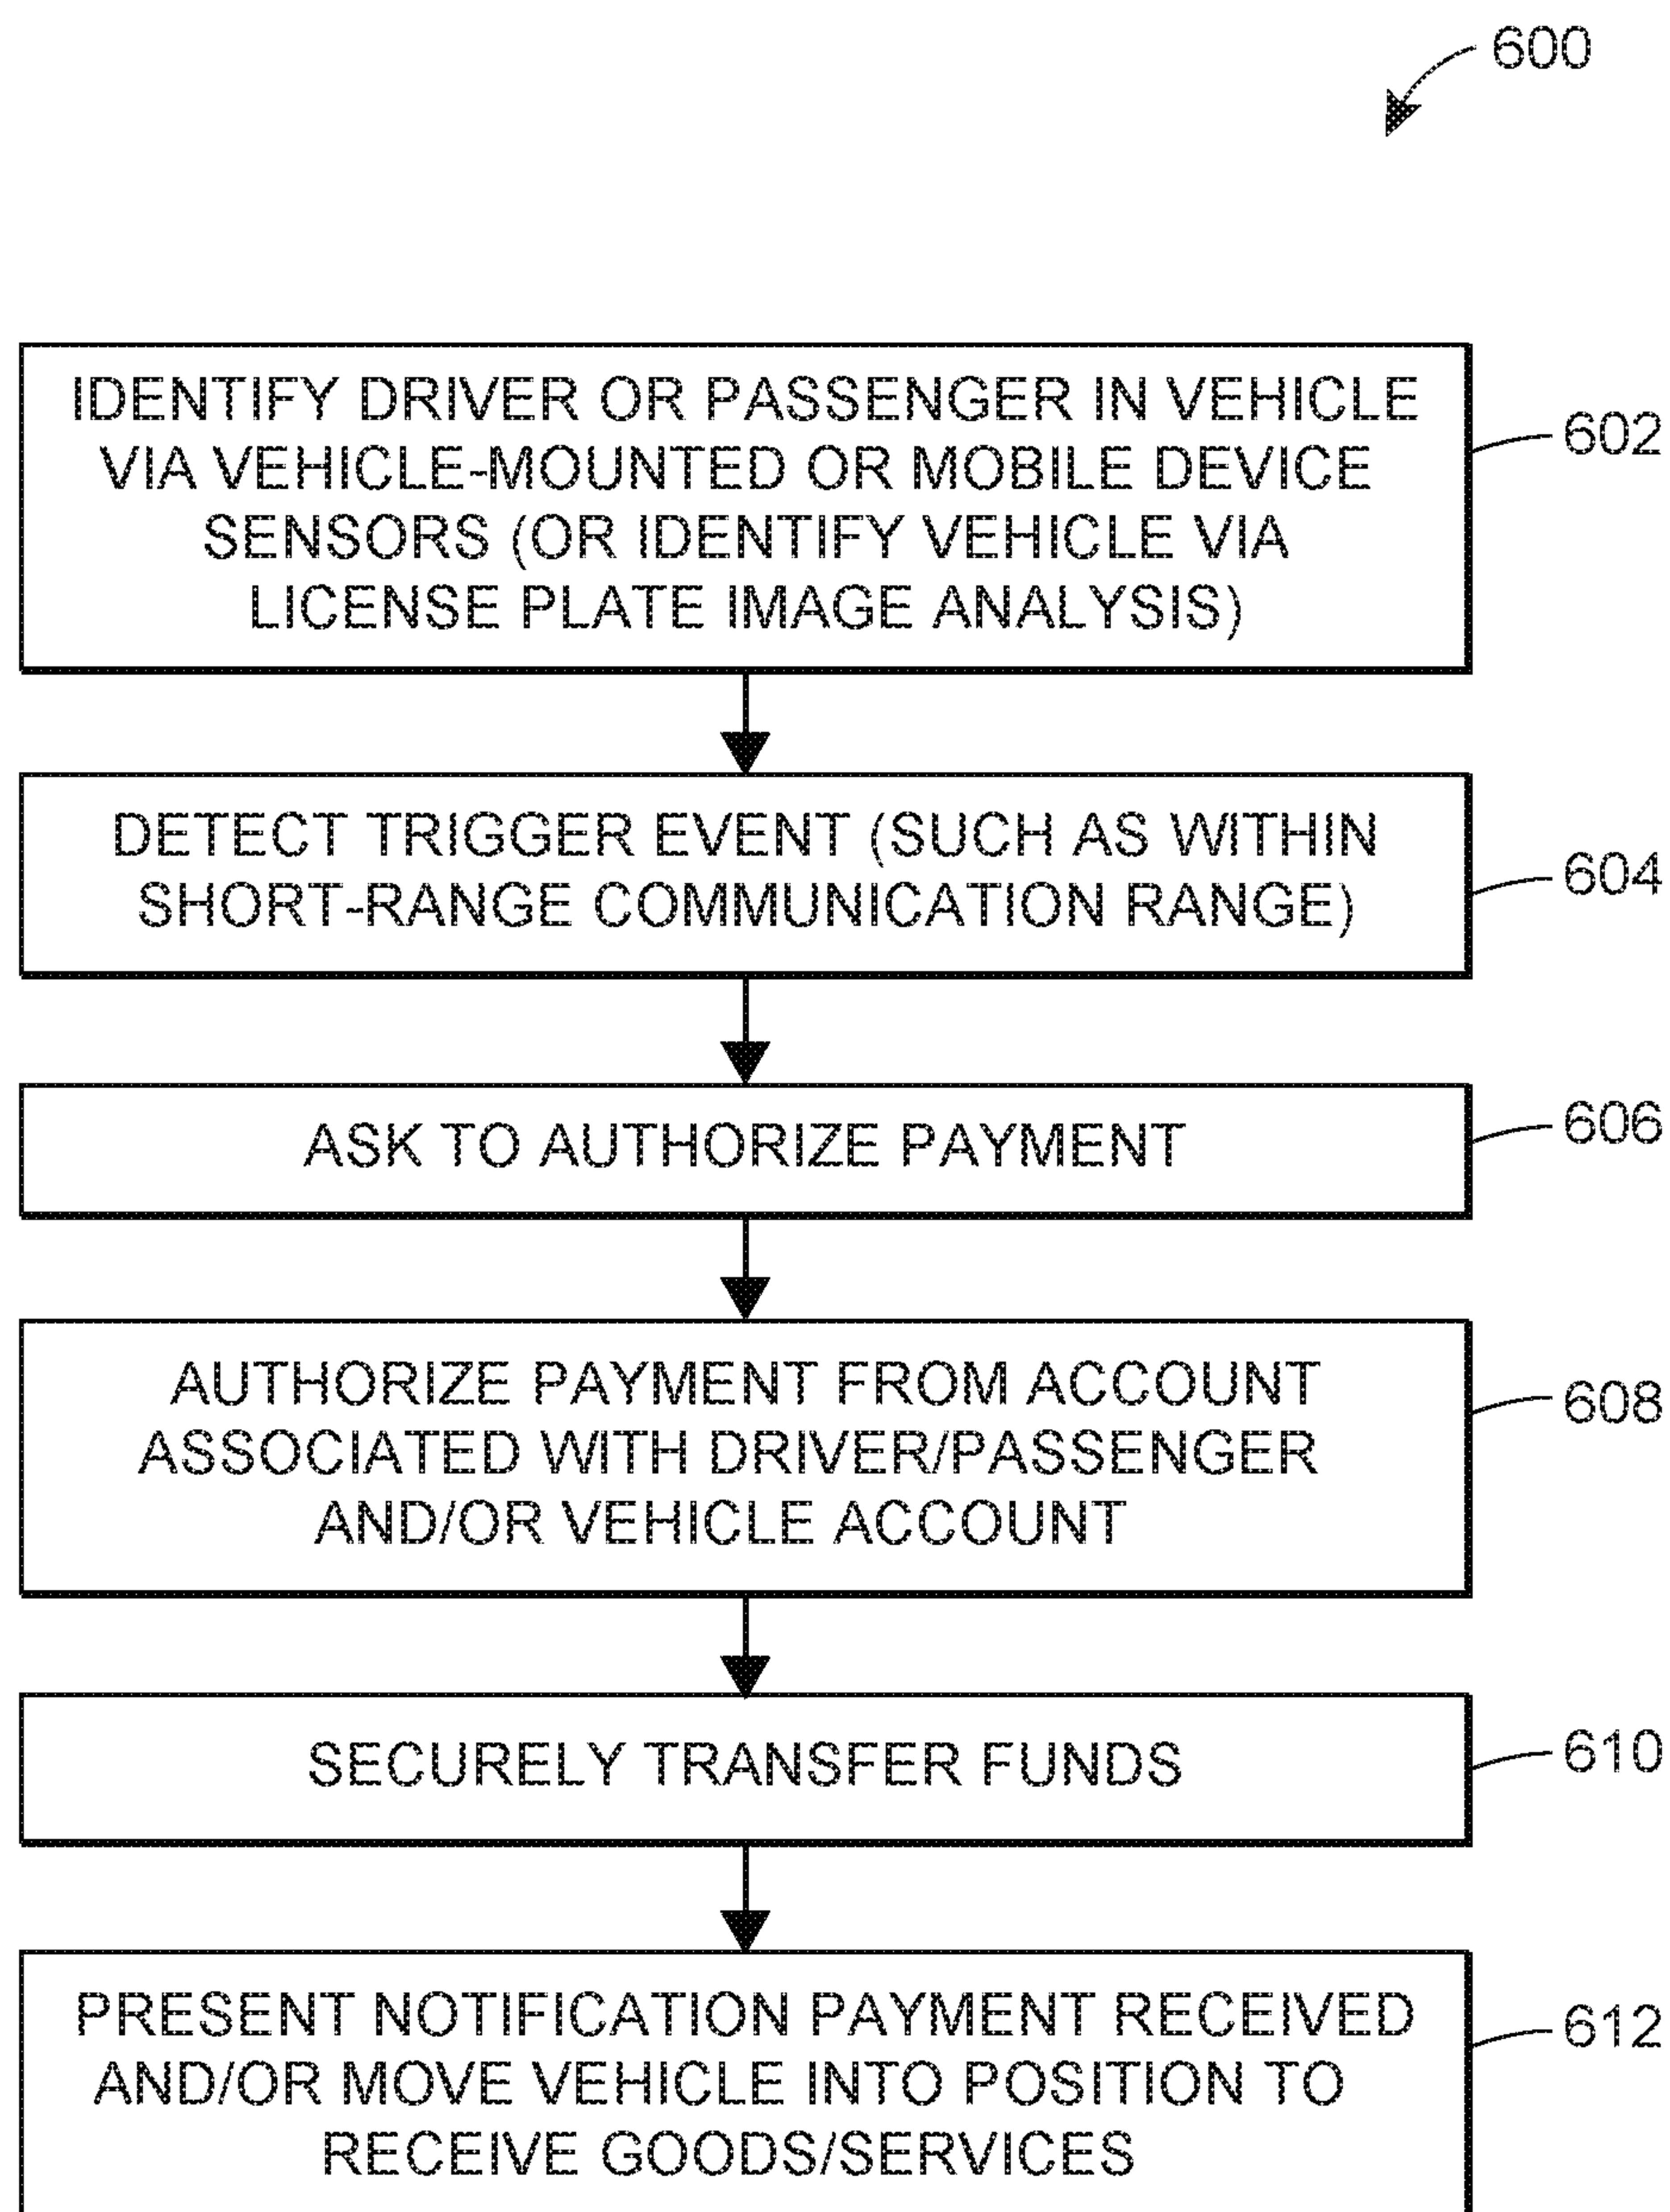 600
IDENTIFY DRIVER OR PASSENGER IN VEHICLE
VIA VEHICLE-MOUNTED OR MOBILE DEVICE
SENSORS (OR IDENTIFY VEHICLE VIA
LICENSE PLATE IMAGE ANALYSIS)
602
DETECT TRIGGER EVENT (SUCH AS WITHIN
SHORT-RANGE COMMUNICATION RANGE)
604
ASK TO AUTHORIZE PAYMENT
606
AUTHORIZE PAYMENT FROM ACCOUNT
ASSOCIATED WITH DRIVER/PASSENGER
AND/OR VEHICLE ACCOUNT
608
SECURELY TRANSFER FUNDS
610
PRESENT NOTIFICATION PAYMENT RECEIVED
AND/OR MOVE VEHICLE INTO POSITION TO
RECEIVE GOODS/SERVICES
612